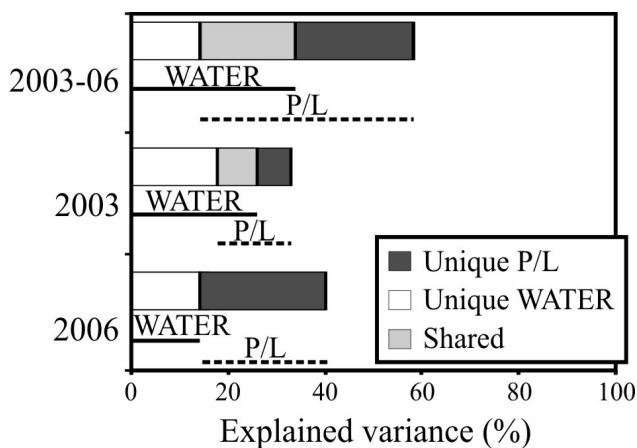 2003-06
WATER
P/L
2003
WATER
P/L
2006
WATER
P/L
Unique P/L
Unique WATER
Shared
0 20 40 60 80 100
Explained variance (%)